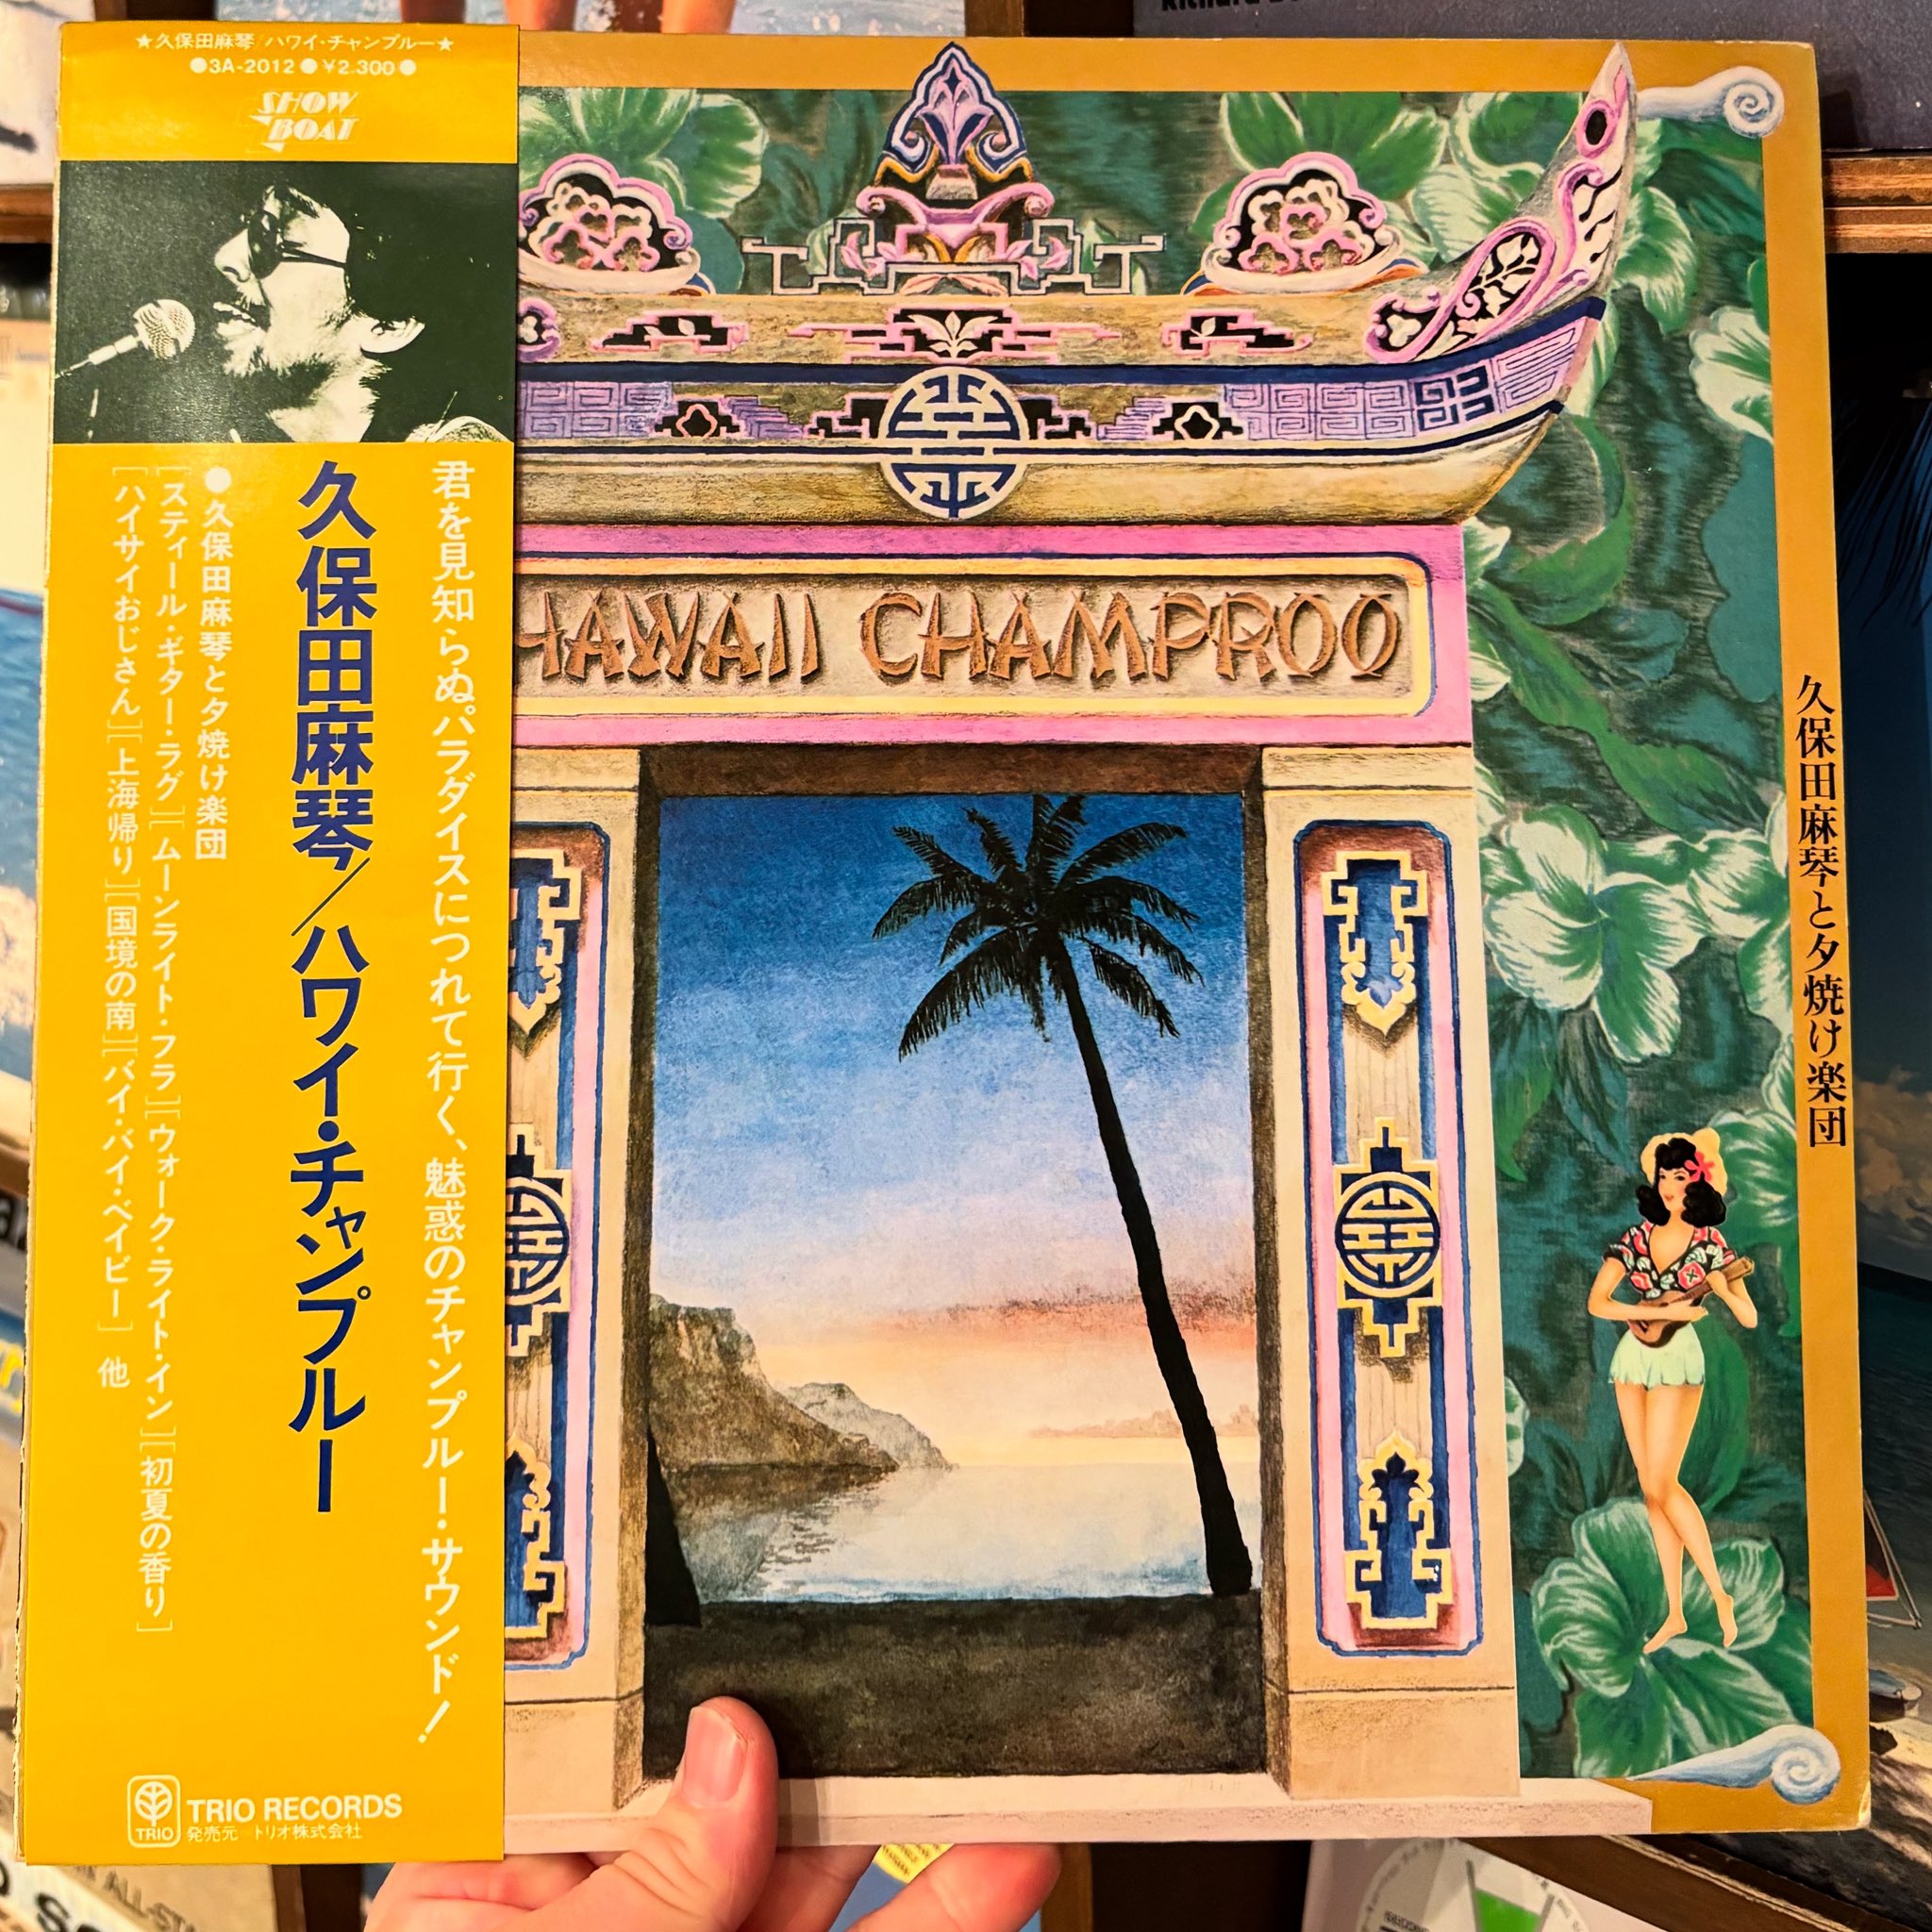 ★久保田麻琴/ハワイ・チャンプルー★
●3A-2012●¥2.300●
SHOW BOAT
君を見知らぬパラダイスにつれて行く、魅惑のチャンプルー・サウンド!
久保田麻琴/ハワイ・チャンプルー
●久保田麻琴と夕焼け楽団
[スティール・ギター・ラグ][ムーンライト・フラ][ウォーク・ライト・イン][初夏の香り]
[ハイサイおじさん][上海帰り][国境の南][バイ・バイ・ベイビー] 他
TRIO
TRIO RECORDS
発売元 トリオ株式会社
HAWAII CHAMPROO
久保田麻琴と夕焼け楽団